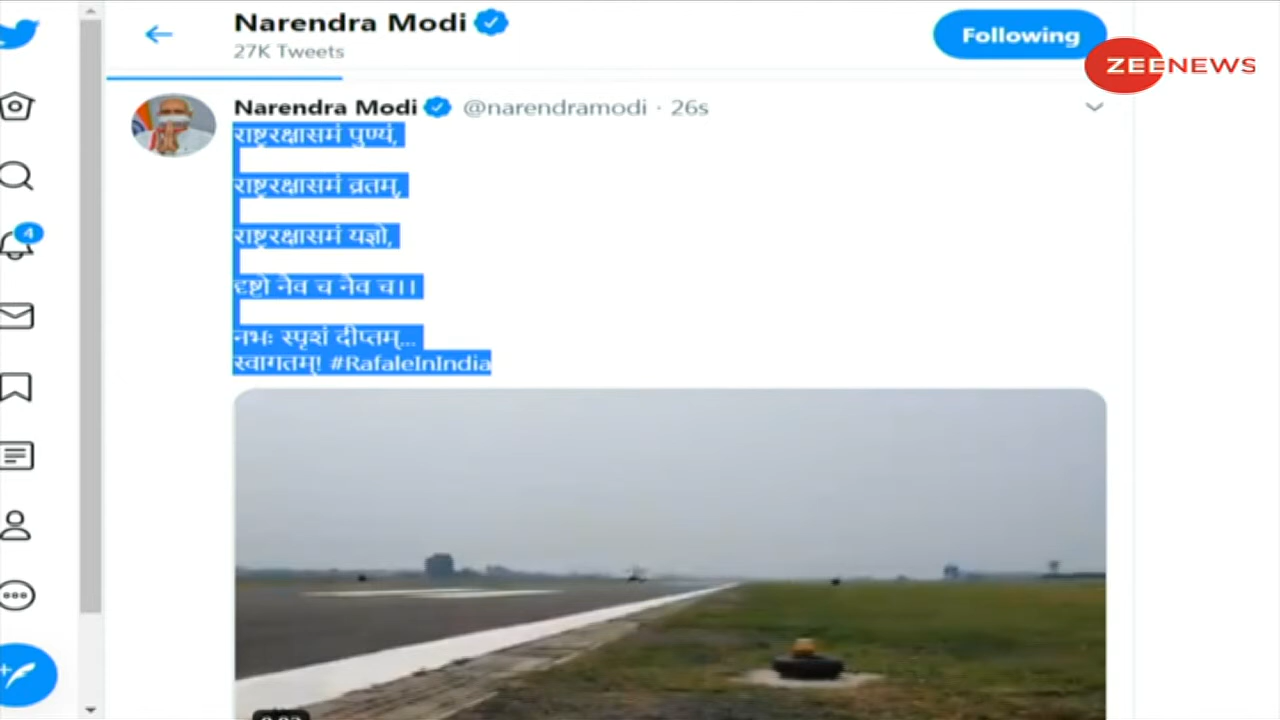 Narendra Modi
27K Tweets
Following
ZEENEWS
Narendra Modi @narendramodi · 26s
राष्ट्ररक्षासमं पुण्यं,
राष्ट्ररक्षासमं व्रतम्,
राष्ट्ररक्षासमं यज्ञो,
दृष्टो नैव च नैव च।।
नभः स्पृशं दीप्तम्...
स्वागतम्! #RafaleInIndia
4